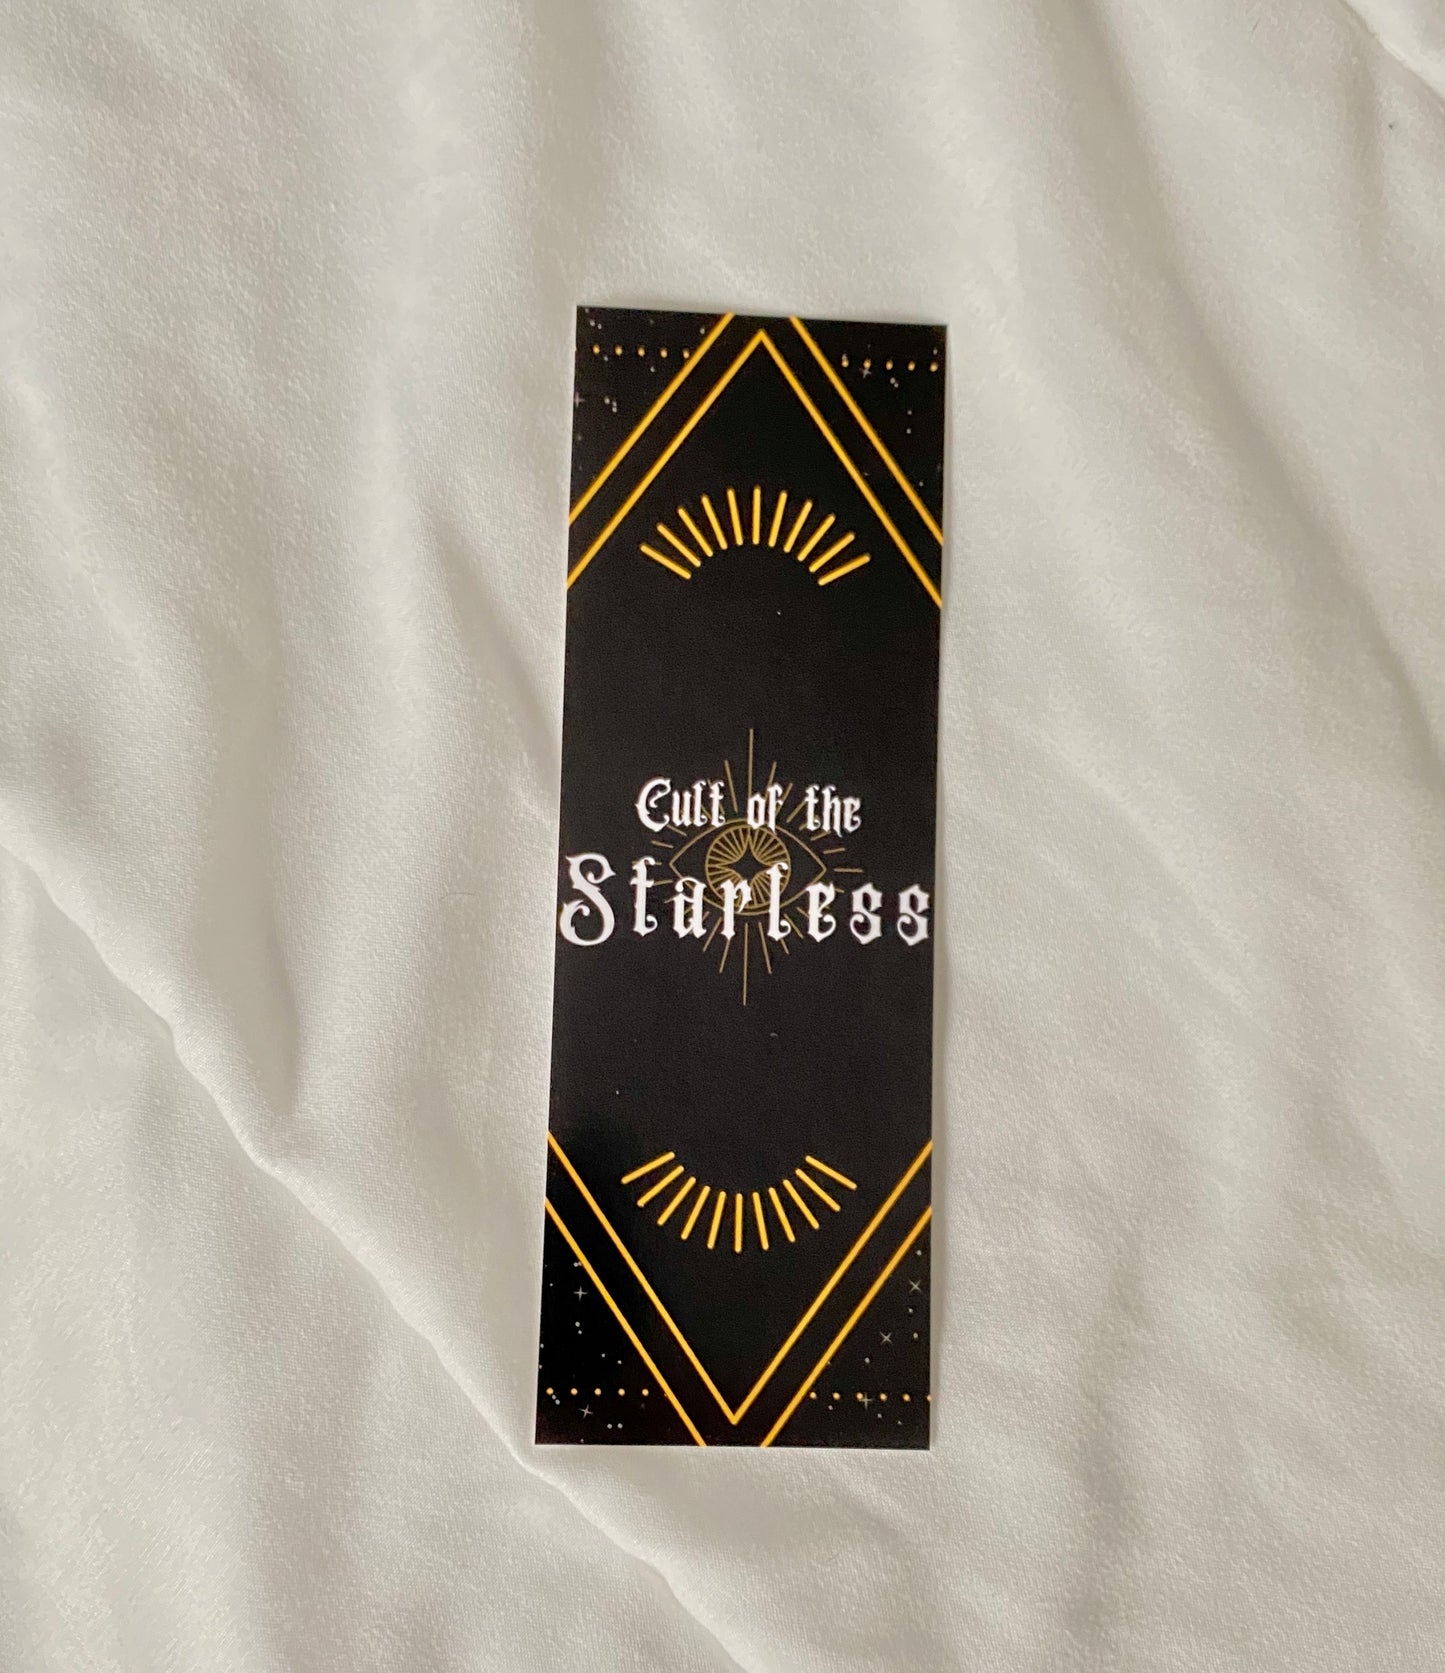 Cult of the
Starless